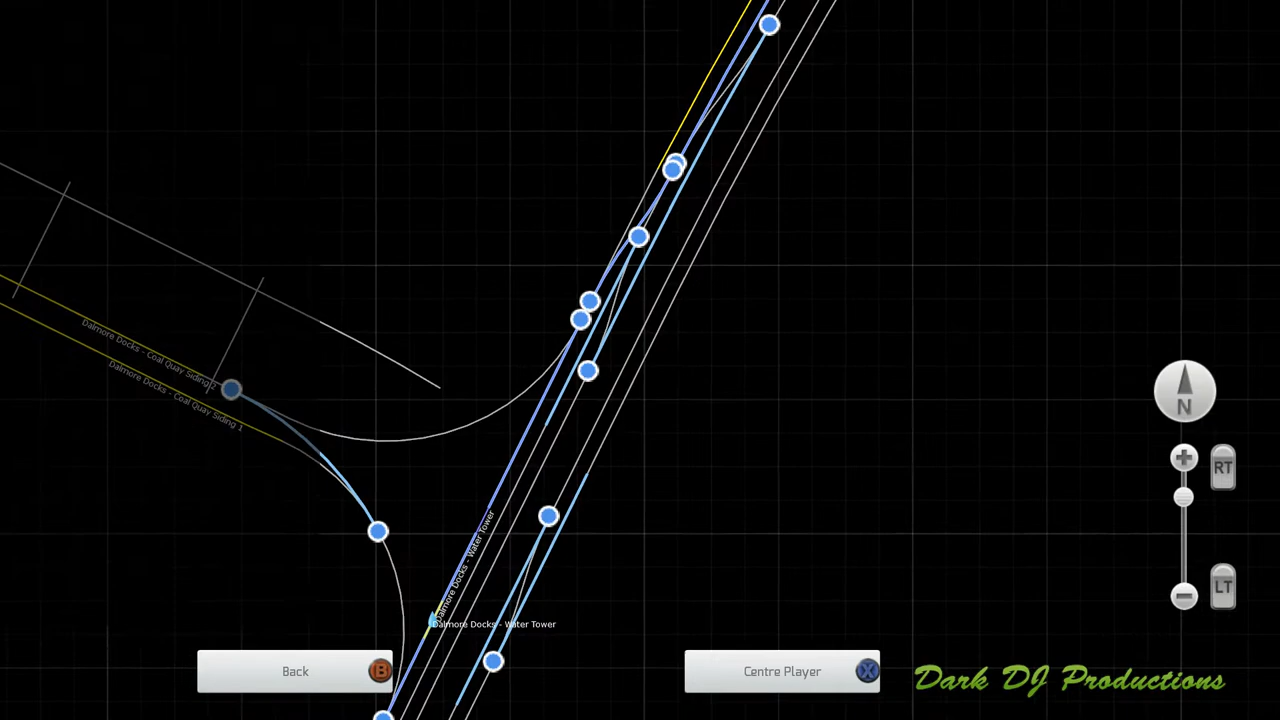 Dalmore Docks - Coal Quay Siding 2
Dalmore Docks - Coal Quay Siding 1
Dalmore Docks - Water Tower
Dalmore Docks - Water Tower
N
RT
LT
Back B
Centre Player X
Dark DJ Productions